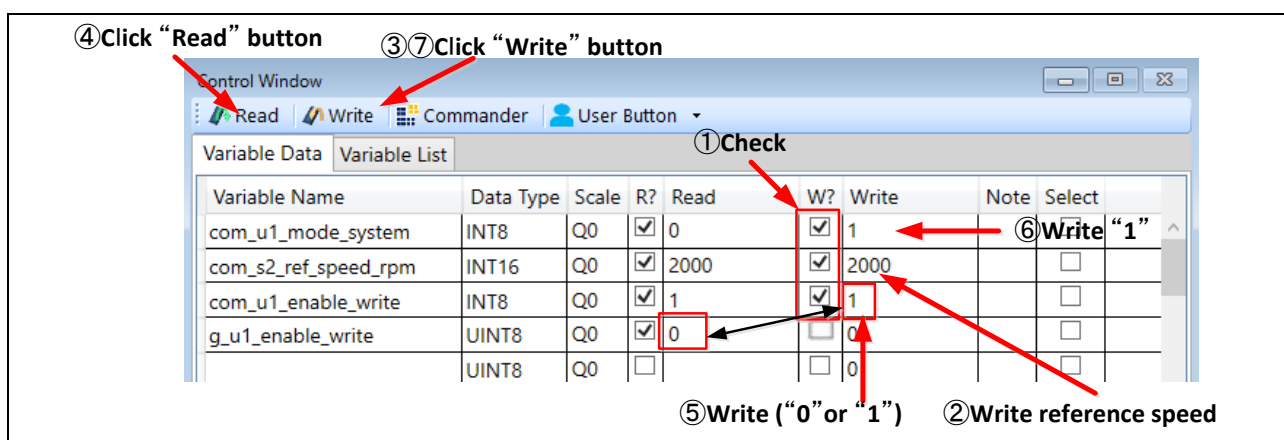 ④Click “Read” button
③⑦Click “Write” button
Control Window
Read Write Commander User Button
①Check
Variable Data Variable List
Variable Name Data Type Scale R? Read W? Write Note Select
com_u1_mode_system INT8 Q0 0 1 ⑥Write “1”
com_s2_ref_speed_rpm INT16 Q0 2000 2000
com_u1_enable_write INT8 Q0 1 1
g_u1_enable_write UINT8 Q0 0 0
UINT8 Q0 0
⑤Write (“0”or “1”) ②Write reference speed